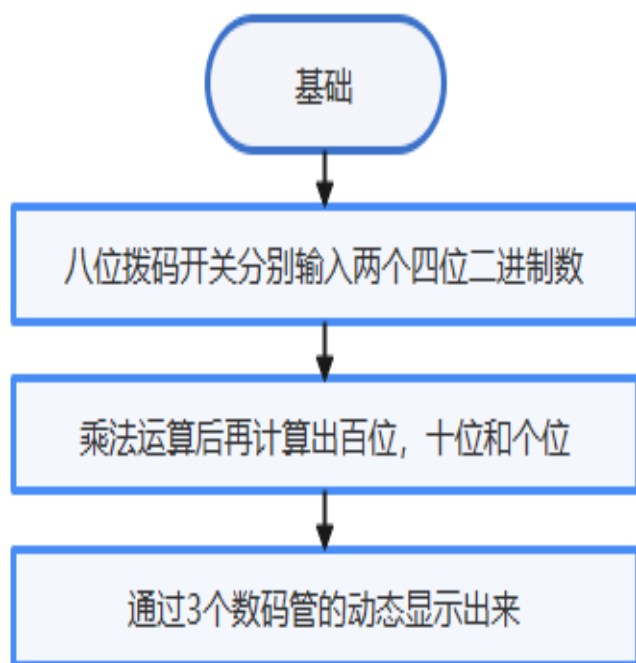 基础
八位拨码开关分别输入两个四位二进制数
乘法运算后再计算出百位，十位和个位
通过3个数码管的动态显示出来